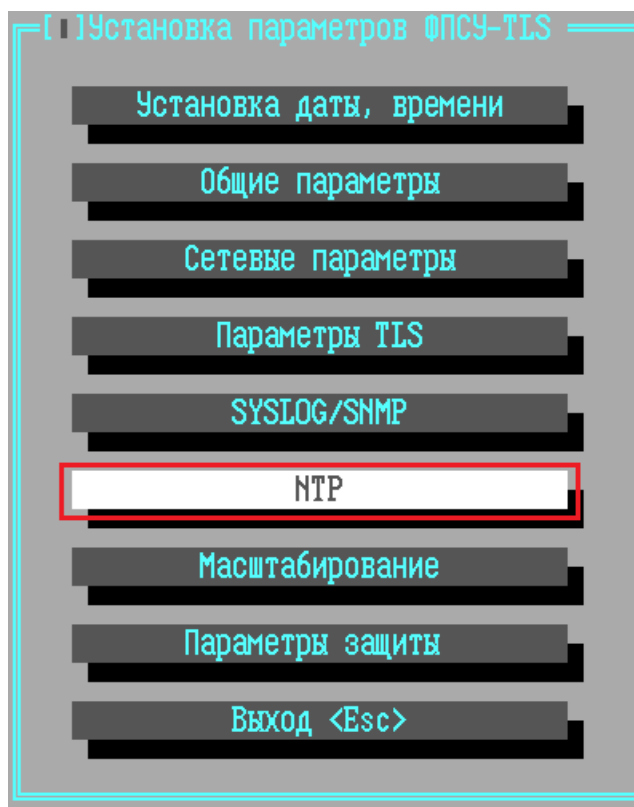 [▮]Установка параметров ФПСУ-TLS
Установка даты, времени
Общие параметры
Сетевые параметры
Параметры TLS
SYSLOG/SNMP
NTP
Масштабирование
Параметры защиты
Выход <Esc>